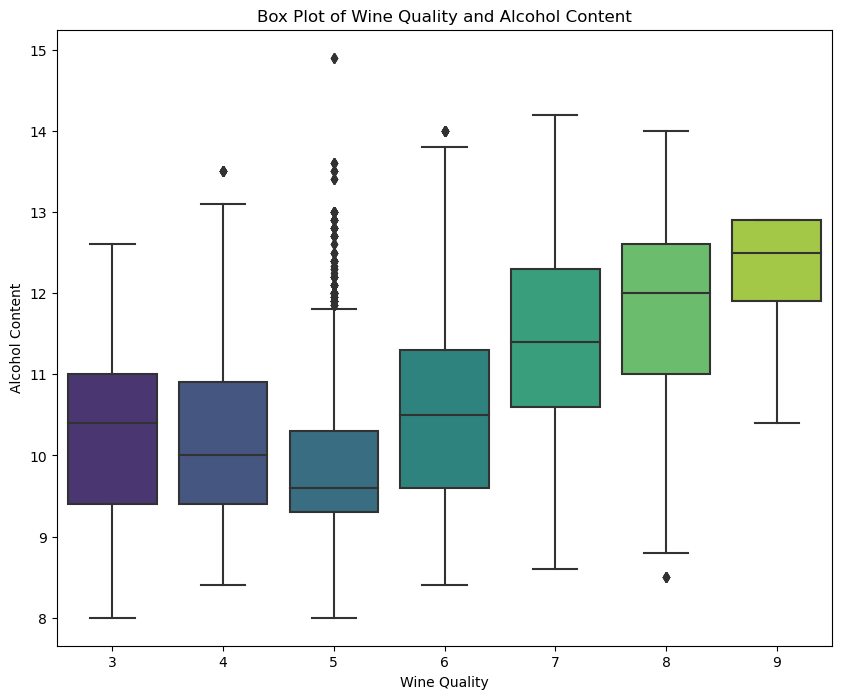 Box Plot of Wine Quality and Alcohol Content
Alcohol Content
15
14
13
12
11
10
9
8
3 4 5 6 7 8 9
Wine Quality